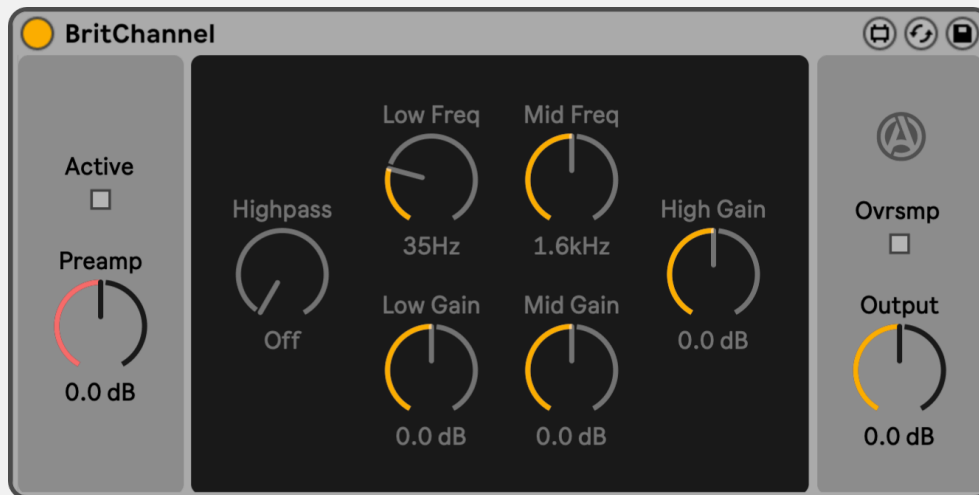 BritChannel
Active
Preamp
0.0 dB
Highpass
Off
Low Freq
35Hz
Low Gain
0.0 dB
Mid Freq
1.6kHz
Mid Gain
0.0 dB
High Gain
0.0 dB
Ovrsmp
Output
0.0 dB